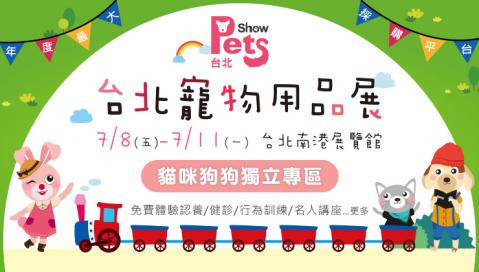 年度最大
採購平台
Pets Show
台北
台北寵物用品展
7/8(五)-7/11(一) 台北南港展覽館
貓咪狗狗獨立專區
免費體驗認養/健診/行為訓練/名人講座...更多